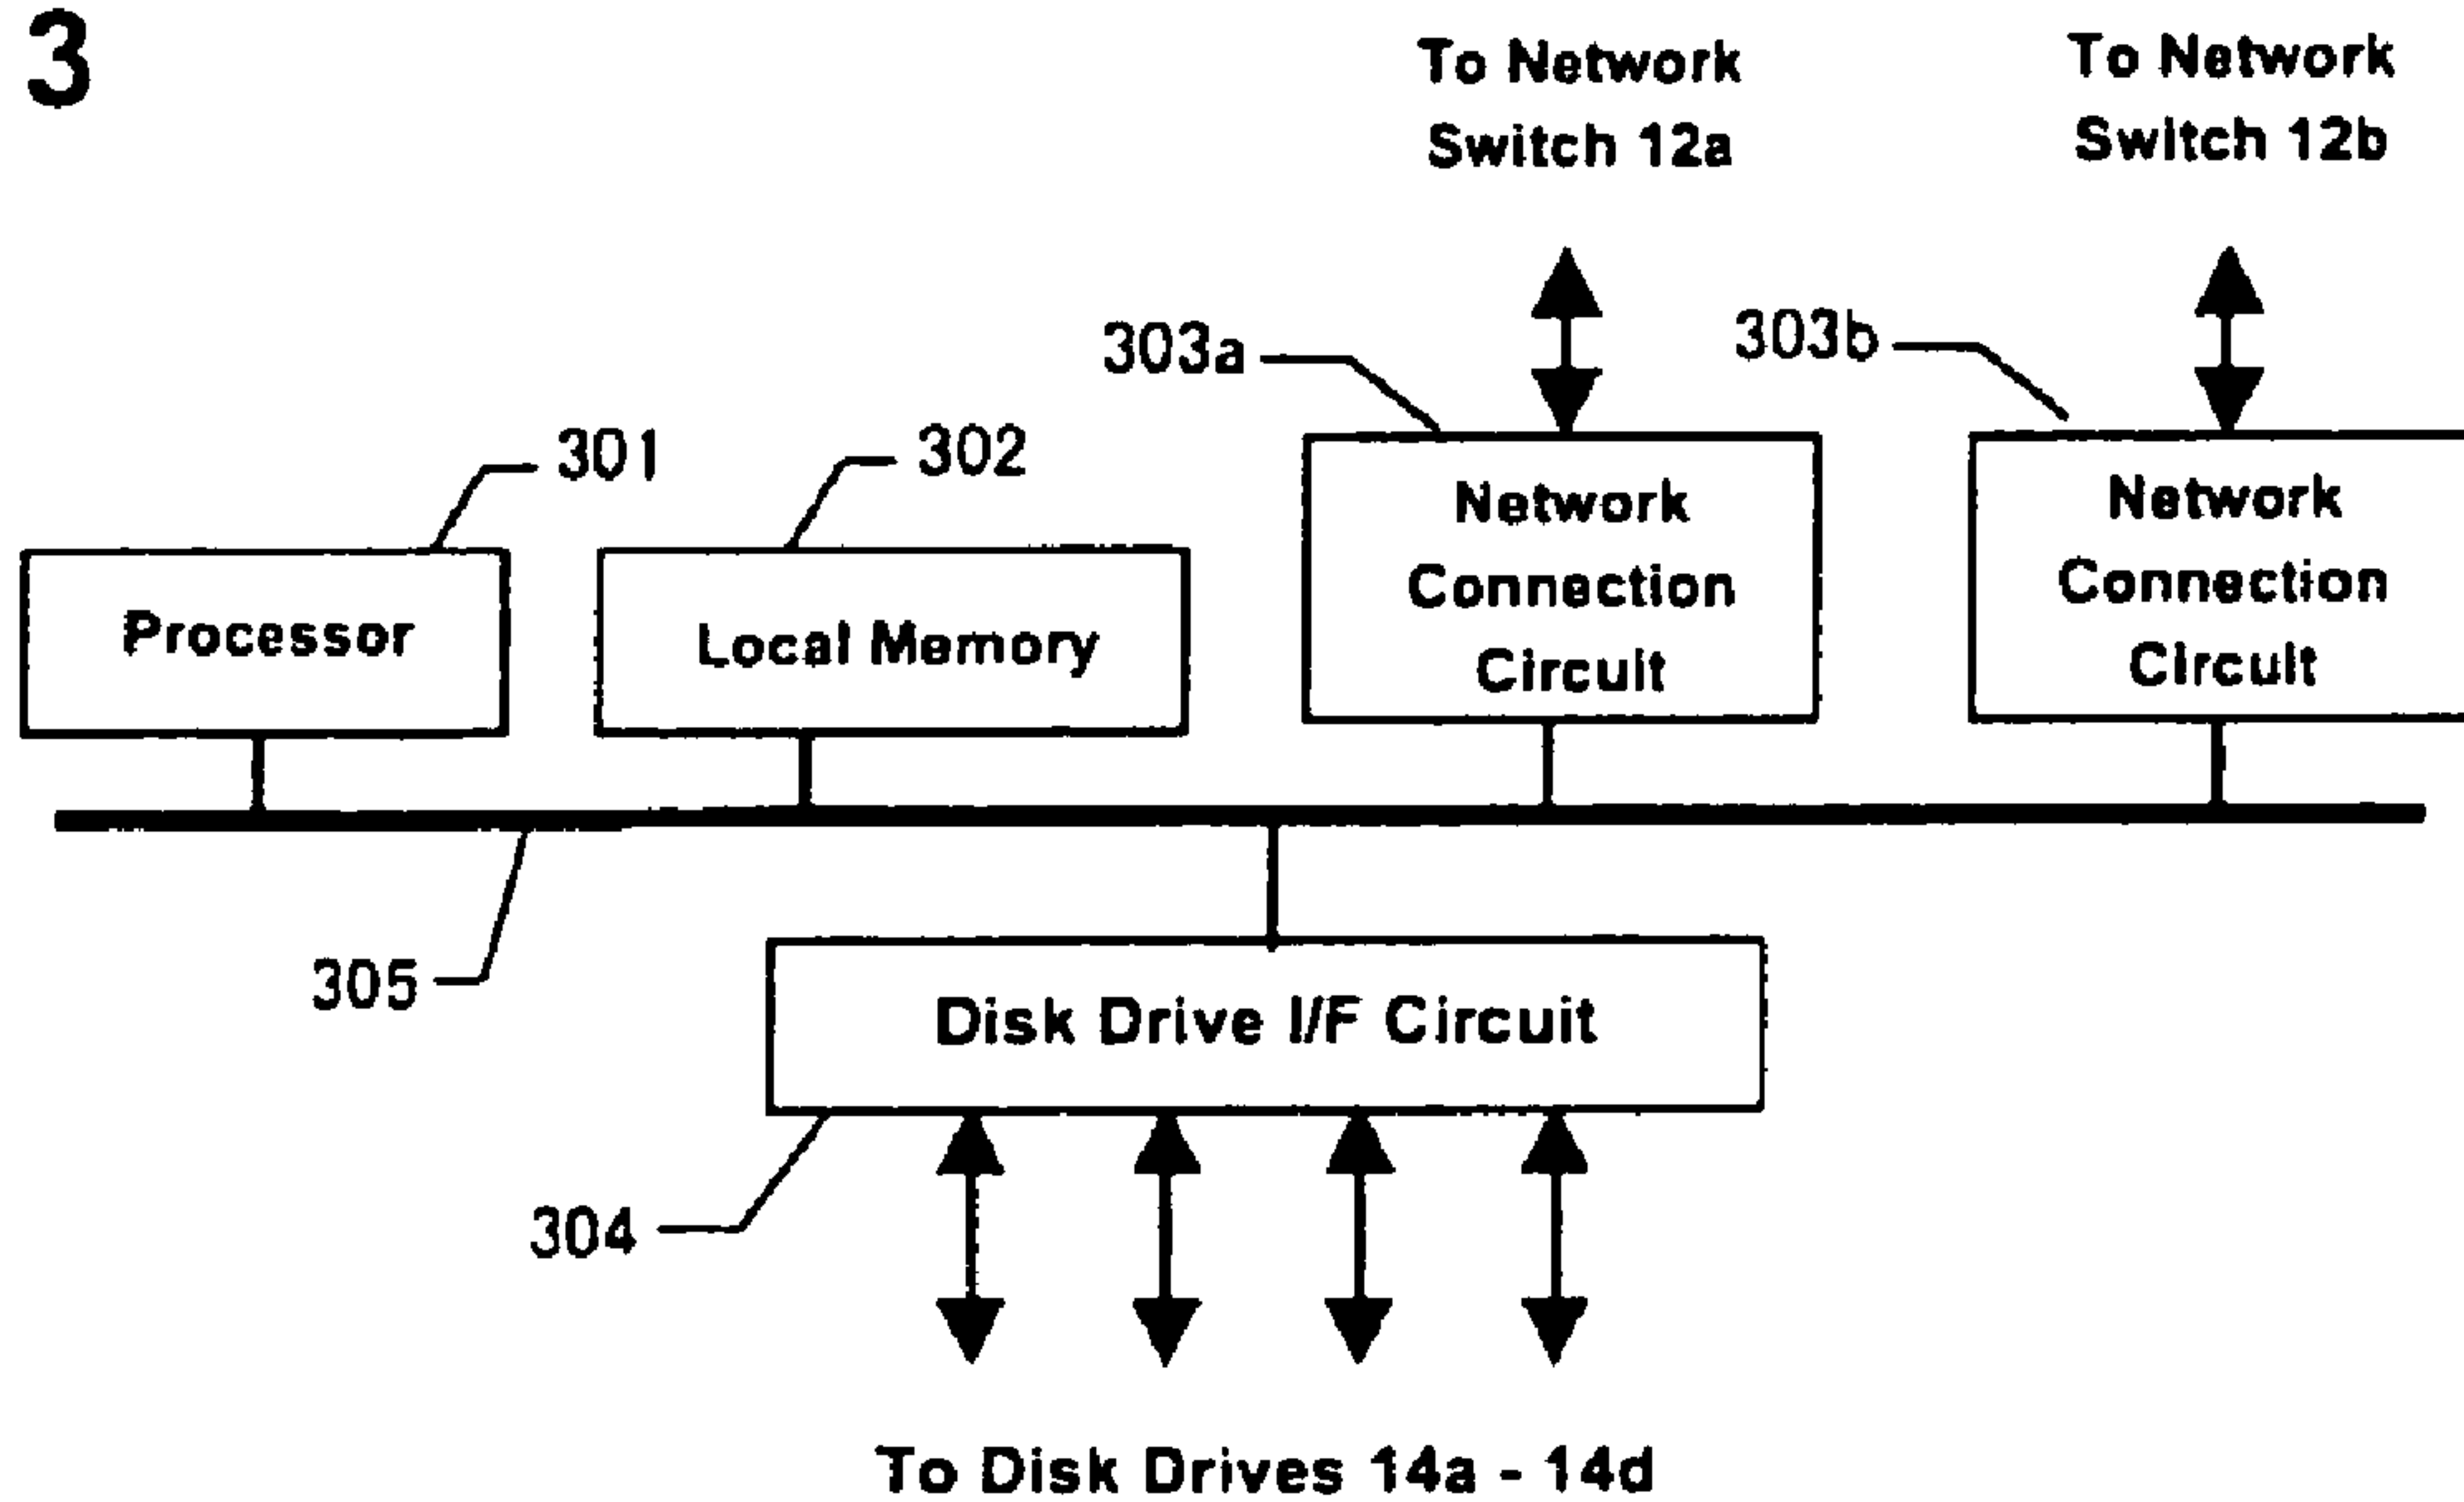 3
To Network
Switch 12a
To Network
Switch 12b
303a
303b
301
302
Processor
Local Memory
Network
Connection
Circuit
Network
Connection
Circuit
305
Disk Drive I/F Circuit
304
To Disk Drives 14a - 14d